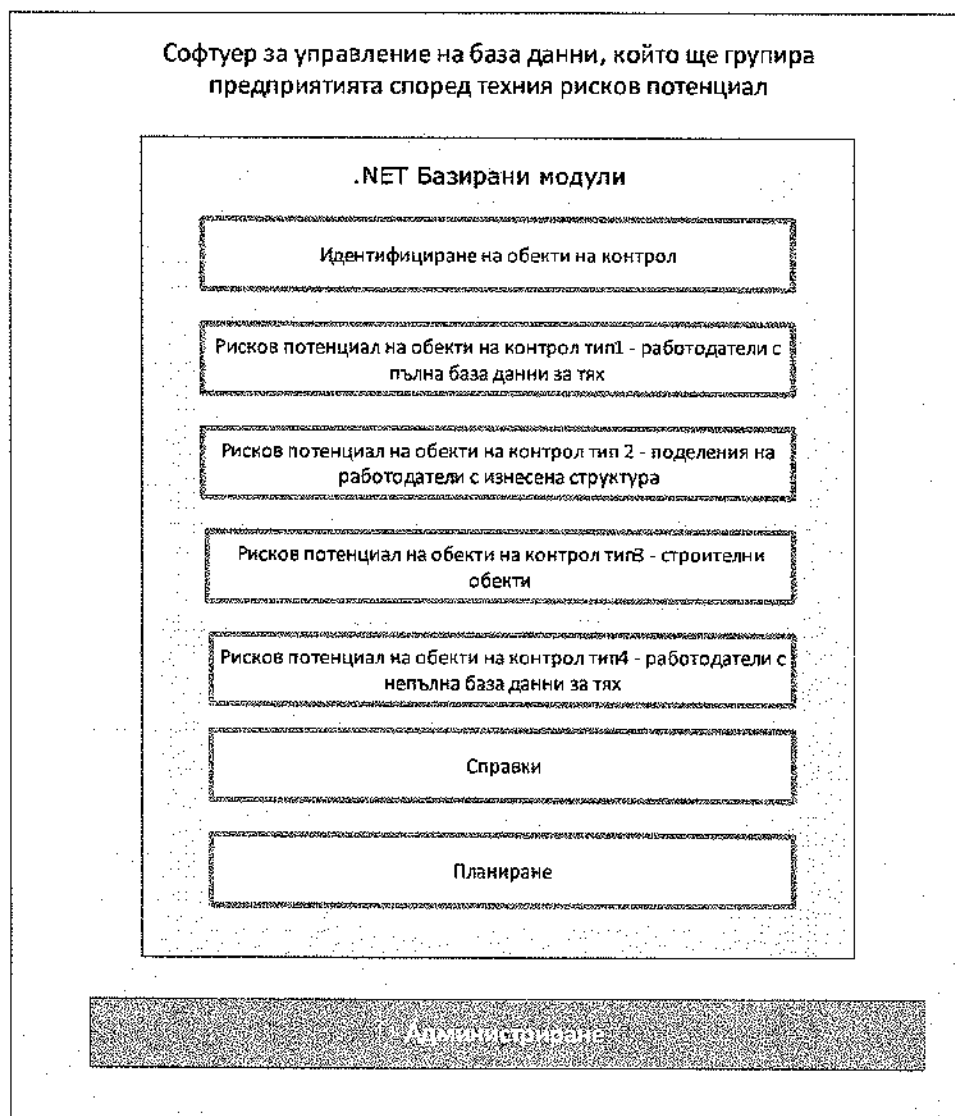 Софтуер за управление на база данни, който ще групира
предприятията според техния рисков потенциал
.NET Базирани модули
Идентифициране на обекти на контрол
Рисков потенциал на обекти на контрол тип1 - работодатели с
пълна база данни за тях
Рисков потенциал на обекти на контрол тип 2 - поделения на
работодатели с изнесена структура
Рисков потенциал на обекти на контрол тип3 - строителни
обекти
Рисков потенциал на обекти на контрол тип4 - работодатели с
непълна база данни за тях
Справки
Планиране
Администриране